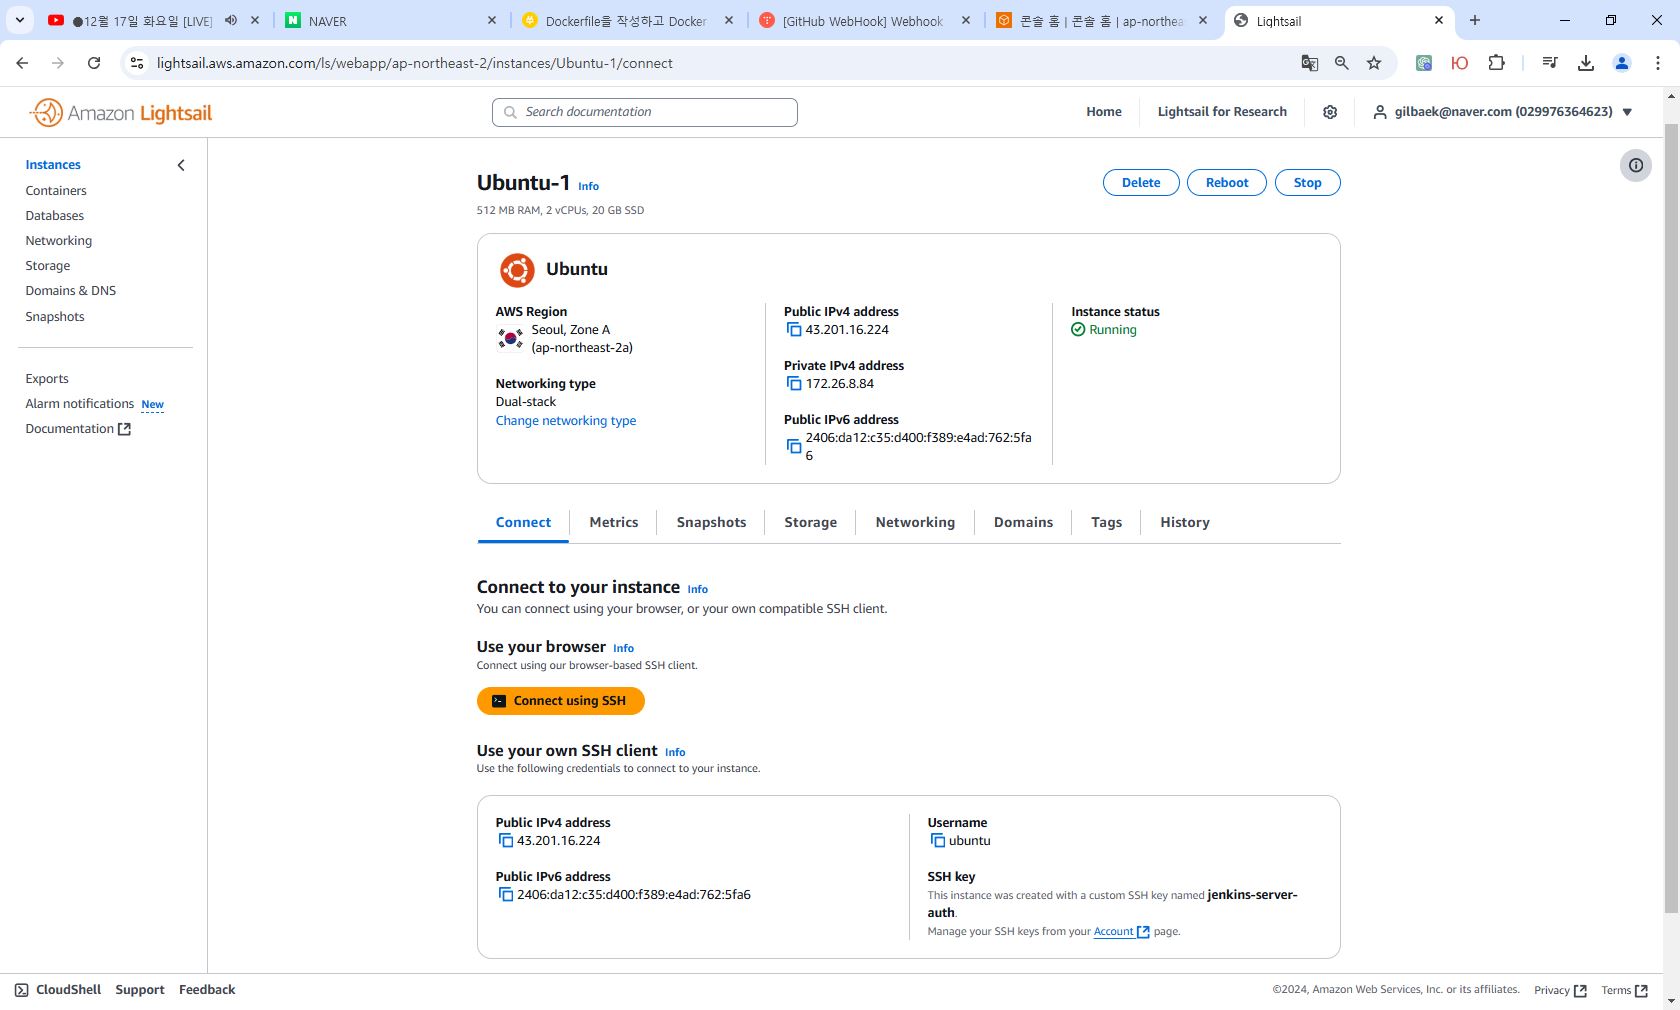 ●12월 17일 화요일 [LIVE]
NAVER
Dockerfile을 작성하고 Docker
[GitHub WebHook] Webhook
콘솔 홈 | 콘솔 홈 | ap-northea
Lightsail
lightsail.aws.amazon.com/ls/webapp/ap-northeast-2/instances/Ubuntu-1/connect
Amazon Lightsail
Search documentation
Home
Lightsail for Research
gilbaek@naver.com (029976364623)
Instances
Containers
Databases
Networking
Storage
Domains & DNS
Snapshots
Exports
Alarm notifications New
Documentation
Ubuntu-1 Info
512 MB RAM, 2 vCPUs, 20 GB SSD
Delete
Reboot
Stop
Ubuntu
AWS Region
Seoul, Zone A
(ap-northeast-2a)
Networking type
Dual-stack
Change networking type
Public IPv4 address
43.201.16.224
Private IPv4 address
172.26.8.84
Public IPv6 address
2406:da12:c35:d400:f389:e4ad:762:5fa
6
Instance status
Running
Connect
Metrics
Snapshots
Storage
Networking
Domains
Tags
History
Connect to your instance Info
You can connect using your browser, or your own compatible SSH client.
Use your browser Info
Connect using our browser-based SSH client.
Connect using SSH
Use your own SSH client Info
Use the following credentials to connect to your instance.
Public IPv4 address
43.201.16.224
Public IPv6 address
2406:da12:c35:d400:f389:e4ad:762:5fa6
Username
ubuntu
SSH key
This instance was created with a custom SSH key named jenkins-server-
auth.
Manage your SSH keys from your Account page.
CloudShell
Support
Feedback
©2024, Amazon Web Services, Inc. or its affiliates.
Privacy
Terms